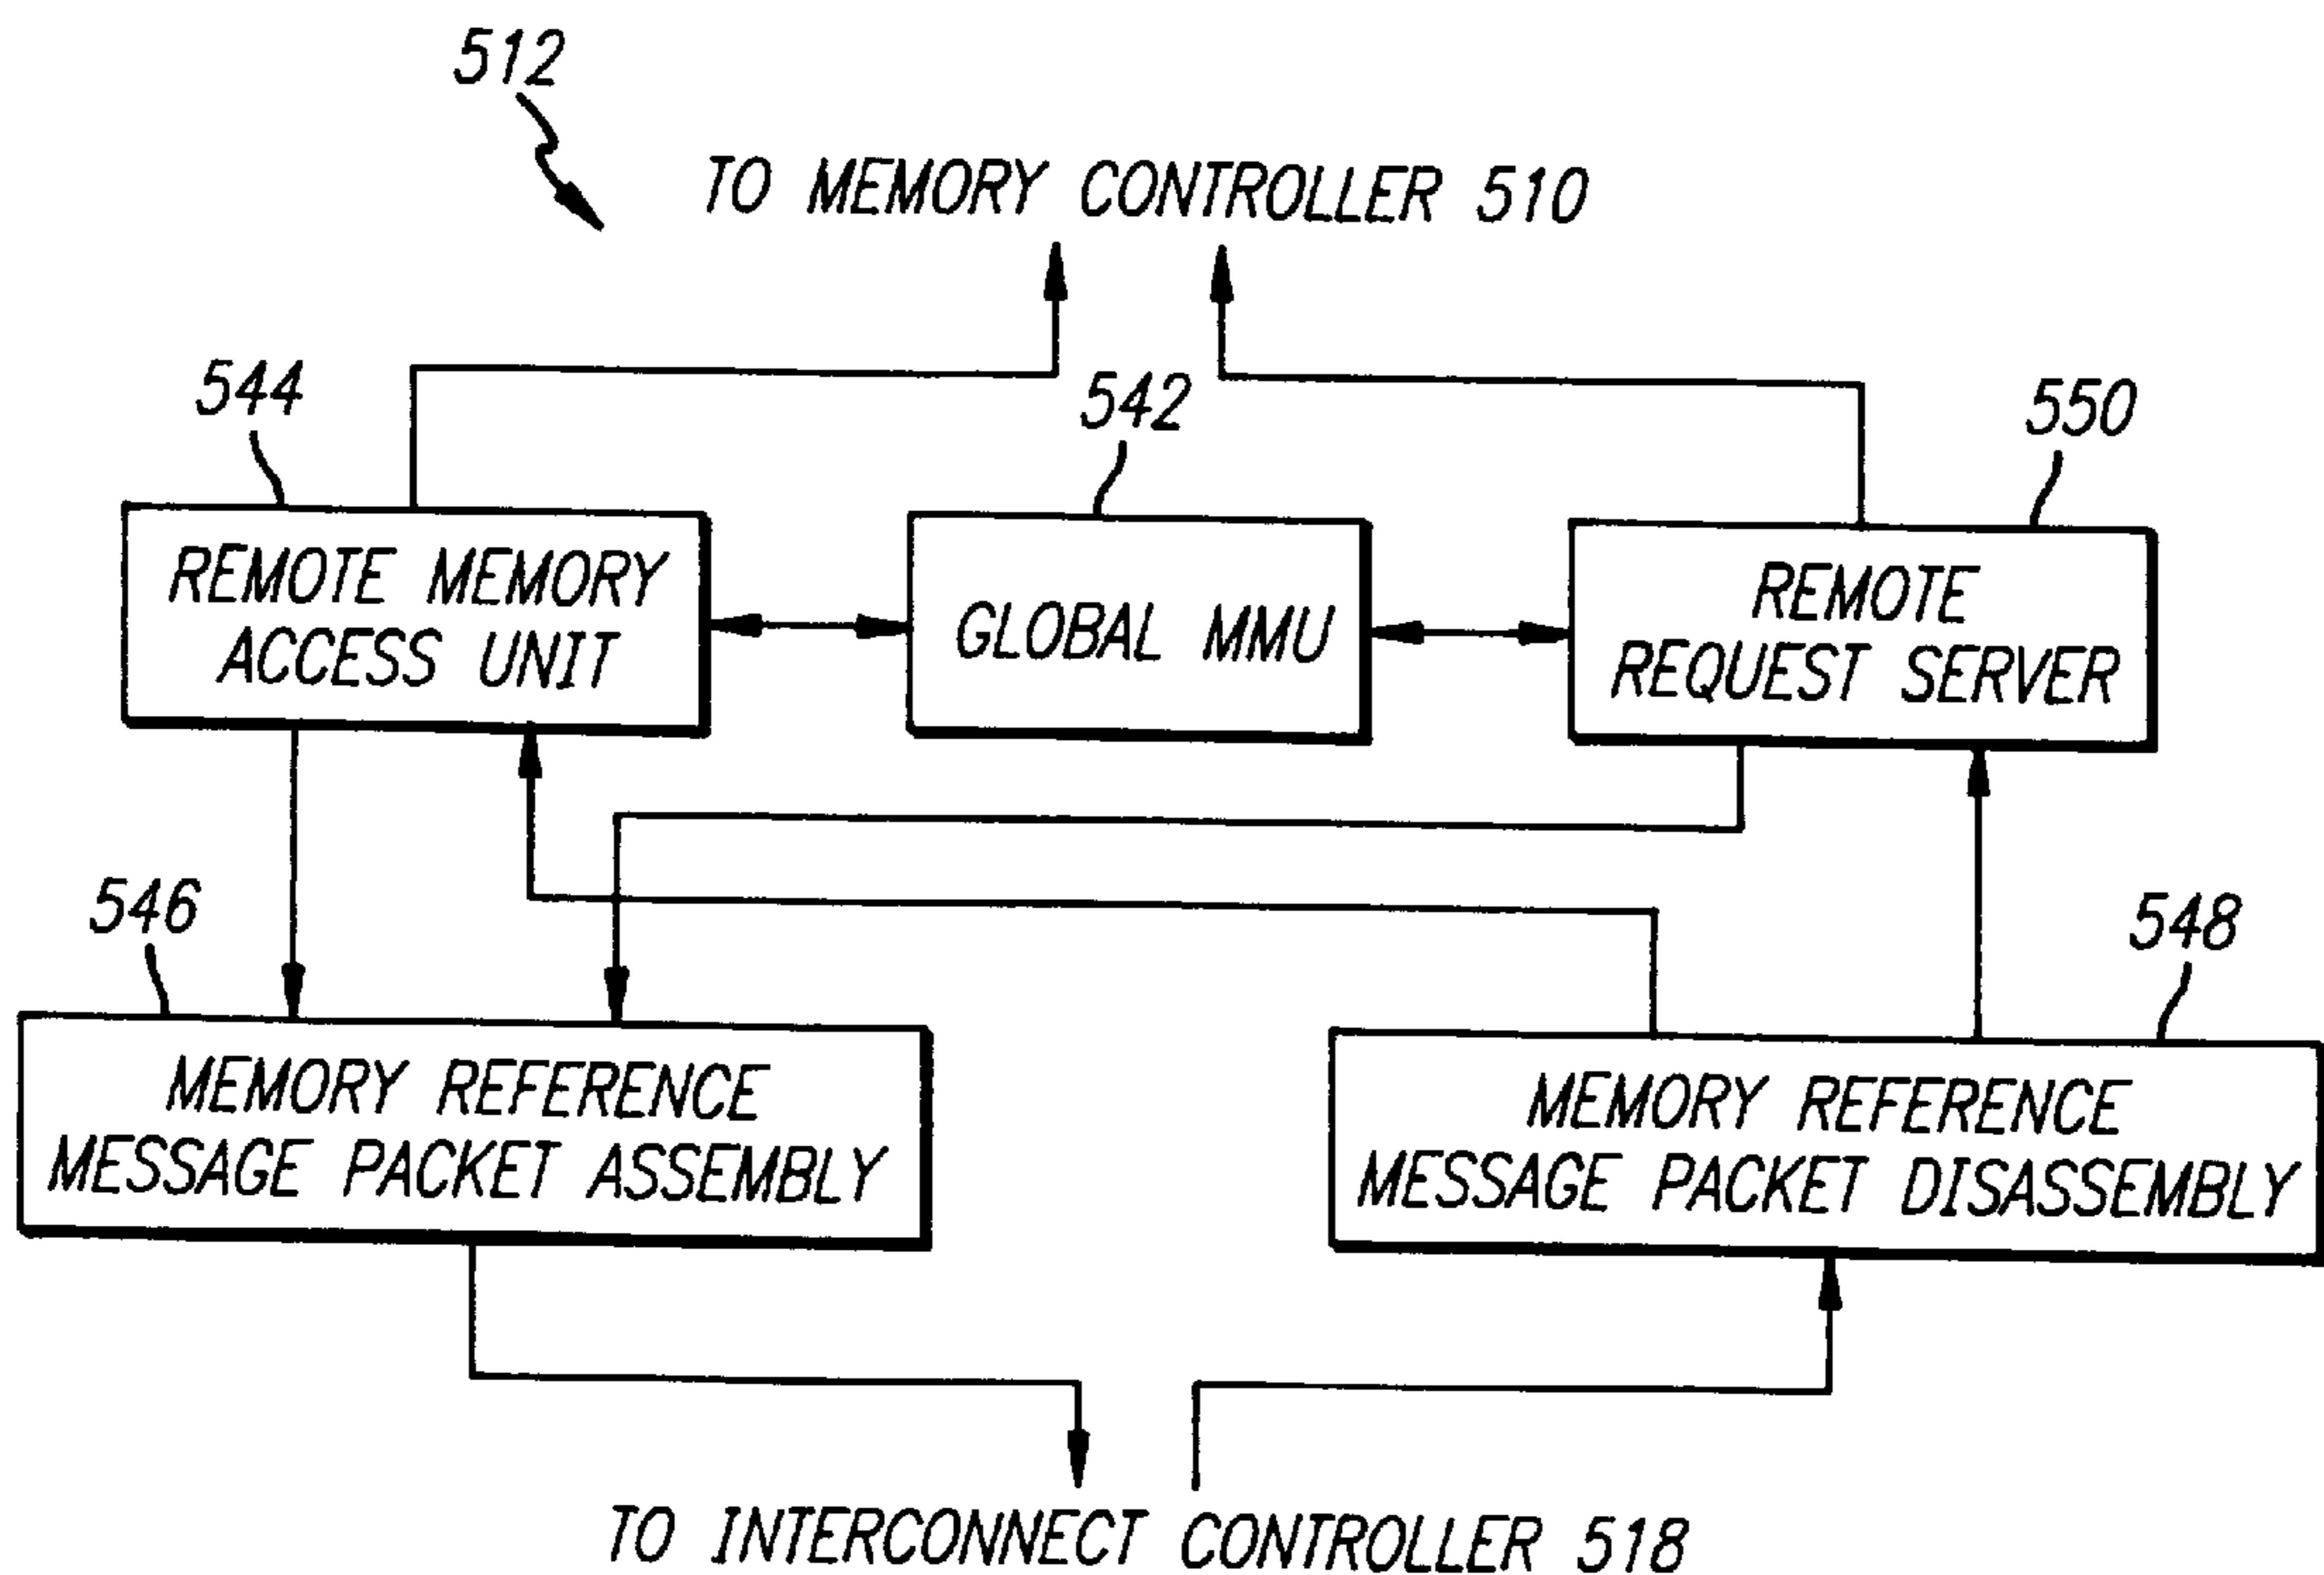 512
TO MEMORY CONTROLLER 510
544
542
550
REMOTE MEMORY
ACCESS UNIT
GLOBAL MMU
REMOTE
REQUEST SERVER
546
548
MEMORY REFERENCE
MESSAGE PACKET ASSEMBLY
MEMORY REFERENCE
MESSAGE PACKET DISASSEMBLY
TO INTERCONNECT CONTROLLER 518